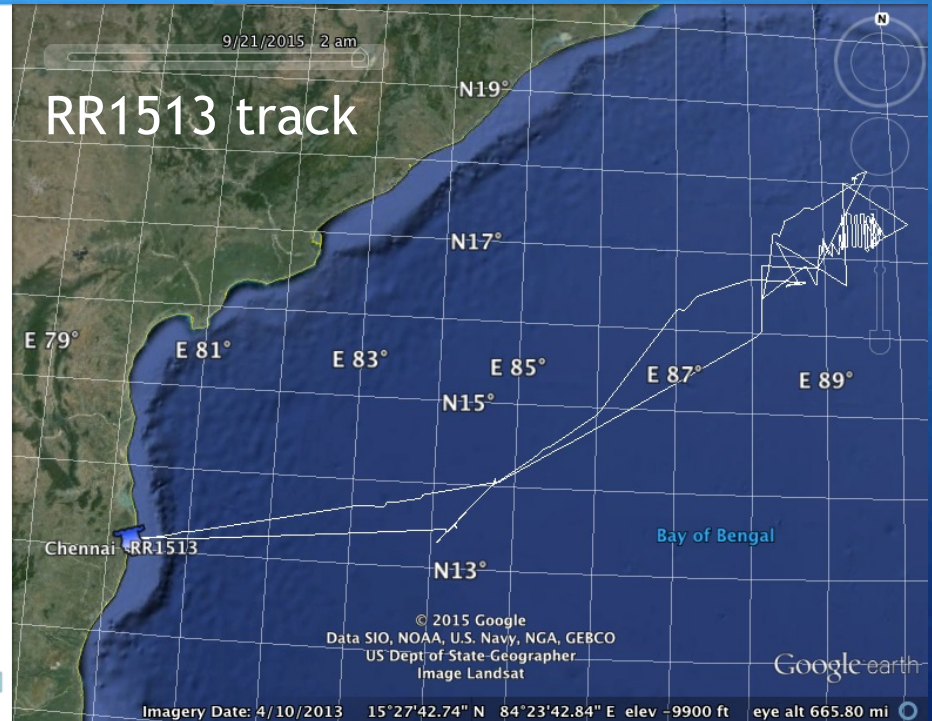 9/21/2015 2 am
N
RR1513 track
N19°
N17°
E 79°
E 81°
E 83°
E 85°
E 87°
E 89°
N15°
Bay of Bengal
Chennai RR1513
N13°
© 2015 Google
Data SIO, NOAA, U.S. Navy, NGA, GEBCO
US Dept of State Geographer
Image Landsat
Google earth
Imagery Date: 4/10/2013 15°27'42.74" N 84°23'42.84" E elev -9900 ft eye alt 665.80 mi